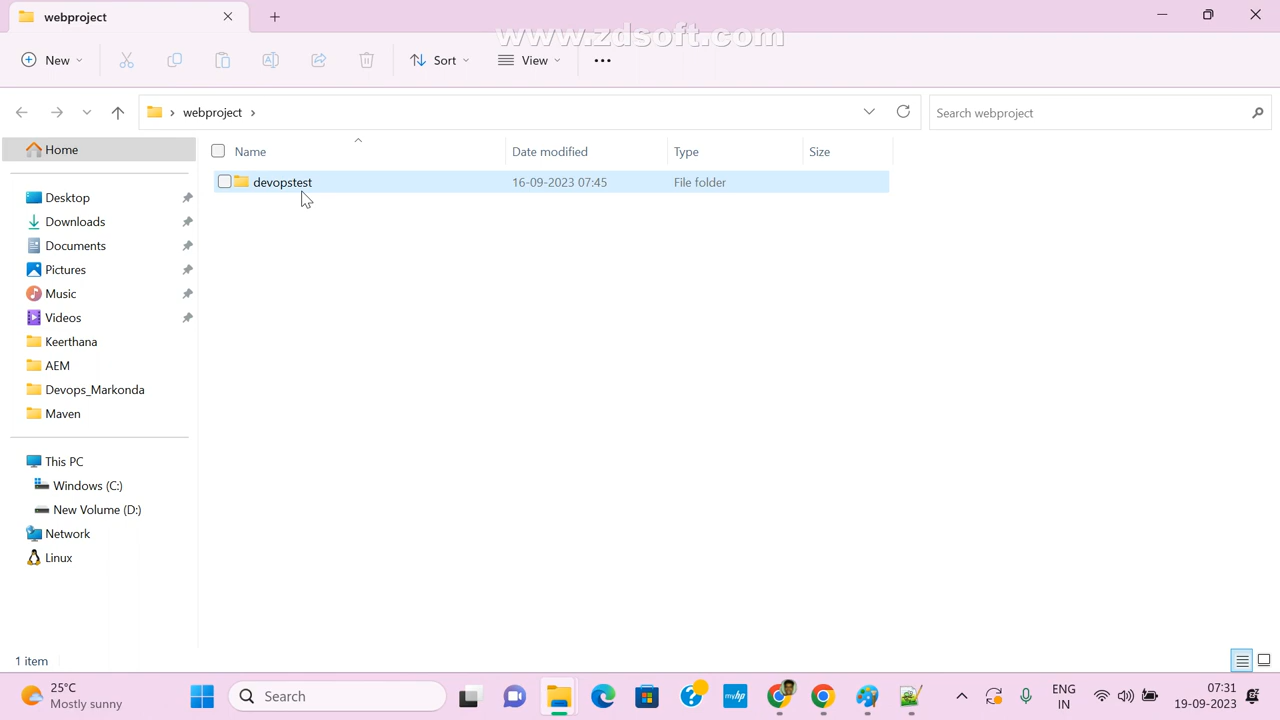 webproject
www.zdsoft.com
New
Sort
View
webproject
Search webproject
Home
Name
Date modified
Type
Size
devopstest
16-09-2023 07:45
File folder
Desktop
Downloads
Documents
Pictures
Music
Videos
Keerthana
AEM
Devops_Markonda
Maven
This PC
Windows (C:)
New Volume (D:)
Network
Linux
1 item
25°C
Mostly sunny
Search
myhp
ENG
IN
07:31
19-09-2023